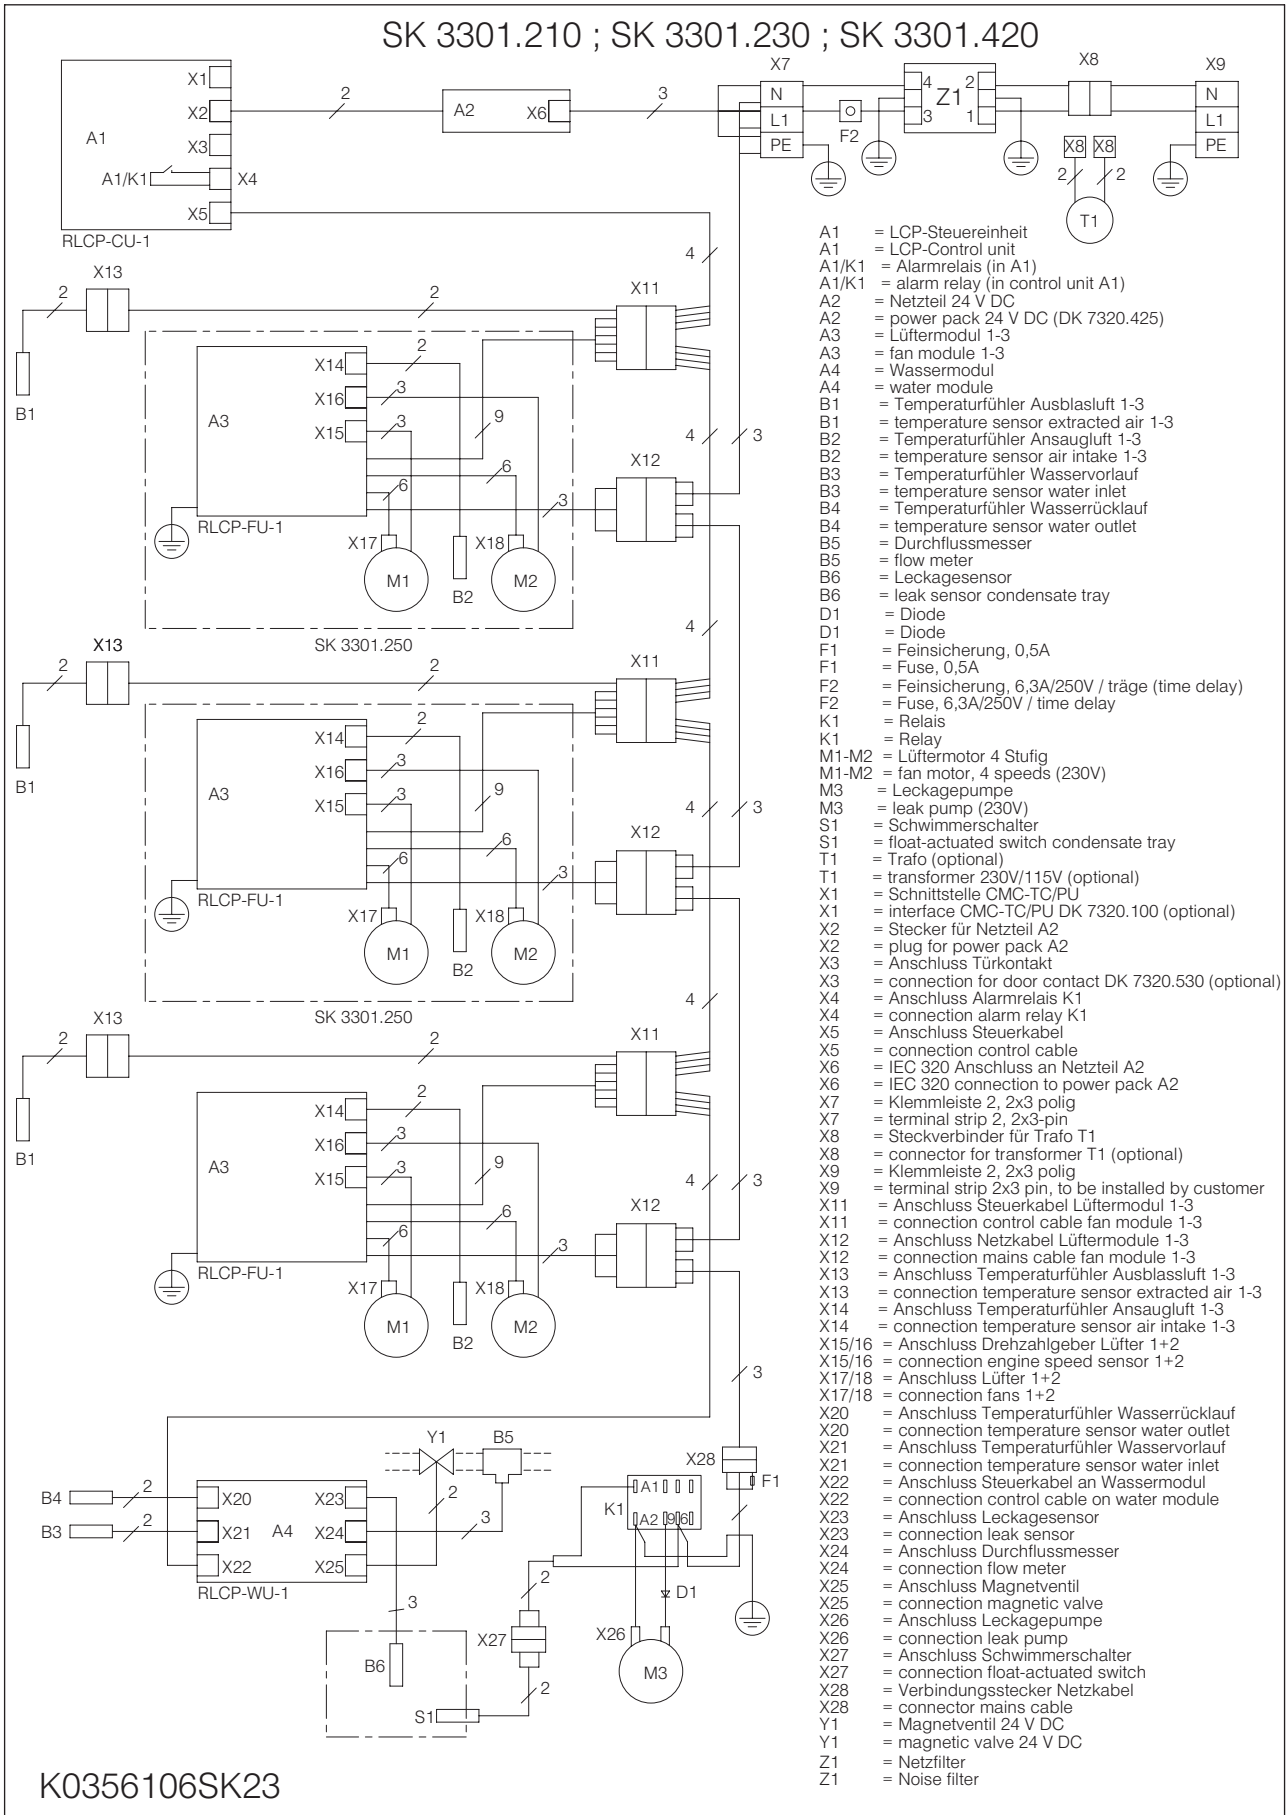 SK 3301.210 ; SK 3301.230 ; SK 3301.420
X7 X8 X9
X1
X2 2 A2 X6 3
A1
X3
A1/K1 X4
X5
RLCP-CU-1
N
L1
PE
F2
4 2
Z1
3 1
N
L1
PE
X8 X8
2 2
T1
4
X13
2 2 X11
B1
X14 2
X16 3
A3
X15 3
9
4 3
X12
6
6
3
RLCP-FU-1
X17 X18
M1 M2
B2
SK 3301.250
4
X13
2 2 X11
B1
X14 2
X16 3
A3
X15 3
9
4 3
X12
6
6
3
RLCP-FU-1
X17 X18
M1 M2
B2
SK 3301.250
4
X13
2 2 X11
B1
X14 2
X16 3
A3
X15 3
9
4 3
X12
6
6
3
RLCP-FU-1
X17 X18
M1 M2
B2
3
Y1 B5
X28
F1
B4 2 X20 X23
B3 2 X21 A4 X24
X22 X25
2
3
RLCP-WU-1
K1 A1
A2 9 6
2
D1
3
X27
X26
M3
B6
2
S1
A1 = LCP-Steuereinheit
A1 = LCP-Control unit
A1/K1 = Alarmrelais (in A1)
A1/K1 = alarm relay (in control unit A1)
A2 = Netzteil 24 V DC
A2 = power pack 24 V DC (DK 7320.425)
A3 = Lüftermodul 1-3
A3 = fan module 1-3
A4 = Wassermodul
A4 = water module
B1 = Temperaturfühler Ausblasluft 1-3
B1 = temperature sensor extracted air 1-3
B2 = Temperaturfühler Ansaugluft 1-3
B2 = temperature sensor air intake 1-3
B3 = Temperaturfühler Wasservorlauf
B3 = temperature sensor water inlet
B4 = Temperaturfühler Wasserrücklauf
B4 = temperature sensor water outlet
B5 = Durchflussmesser
B5 = flow meter
B6 = Leckagesensor
B6 = leak sensor condensate tray
D1 = Diode
D1 = Diode
F1 = Feinsicherung, 0,5A
F1 = Fuse, 0,5A
F2 = Feinsicherung, 6,3A/250V / träge (time delay)
F2 = Fuse, 6,3A/250V / time delay
K1 = Relais
K1 = Relay
M1-M2 = Lüftermotor 4 Stufig
M1-M2 = fan motor, 4 speeds (230V)
M3 = Leckagepumpe
M3 = leak pump (230V)
S1 = Schwimmerschalter
S1 = float-actuated switch condensate tray
T1 = Trafo (optional)
T1 = transformer 230V/115V (optional)
X1 = Schnittstelle CMC-TC/PU
X1 = interface CMC-TC/PU DK 7320.100 (optional)
X2 = Stecker für Netzteil A2
X2 = plug for power pack A2
X3 = Anschluss Türkontakt
X3 = connection for door contact DK 7320.530 (optional)
X4 = Anschluss Alarmrelais K1
X4 = connection alarm relay K1
X5 = Anschluss Steuerkabel
X5 = connection control cable
X6 = IEC 320 Anschluss an Netzteil A2
X6 = IEC 320 connection to power pack A2
X7 = Klemmleiste 2, 2x3 polig
X7 = terminal strip 2, 2x3-pin
X8 = Steckverbinder für Trafo T1
X8 = connector for transformer T1 (optional)
X9 = Klemmleiste 2, 2x3 polig
X9 = terminal strip 2x3 pin, to be installed by customer
X11 = Anschluss Steuerkabel Lüftermodul 1-3
X11 = connection control cable fan module 1-3
X12 = Anschluss Netzkabel Lüftermodule 1-3
X12 = connection mains cable fan module 1-3
X13 = Anschluss Temperaturfühler Ausblassluft 1-3
X13 = connection temperature sensor extracted air 1-3
X14 = Anschluss Temperaturfühler Ansaugluft 1-3
X14 = connection temperature sensor air intake 1-3
X15/16 = Anschluss Drehzahlgeber Lüfter 1+2
X15/16 = connection engine speed sensor 1+2
X17/18 = Anschluss Lüfter 1+2
X17/18 = connection fans 1+2
X20 = Anschluss Temperaturfühler Wasserrücklauf
X20 = connection temperature sensor water outlet
X21 = Anschluss Temperaturfühler Wasservorlauf
X21 = connection temperature sensor water inlet
X22 = Anschluss Steuerkabel an Wassermodul
X22 = connection control cable on water module
X23 = Anschluss Leckagesensor
X23 = connection leak sensor
X24 = Anschluss Durchflussmesser
X24 = connection flow meter
X25 = Anschluss Magnetventil
X25 = connection magnetic valve
X26 = Anschluss Leckagepumpe
X26 = connection leak pump
X27 = Anschluss Schwimmerschalter
X27 = connection float-actuated switch
X28 = Verbindungsstecker Netzkabel
X28 = connector mains cable
Y1 = Magnetventil 24 V DC
Y1 = magnetic valve 24 V DC
Z1 = Netzfilter
Z1 = Noise filter
K0356106SK23